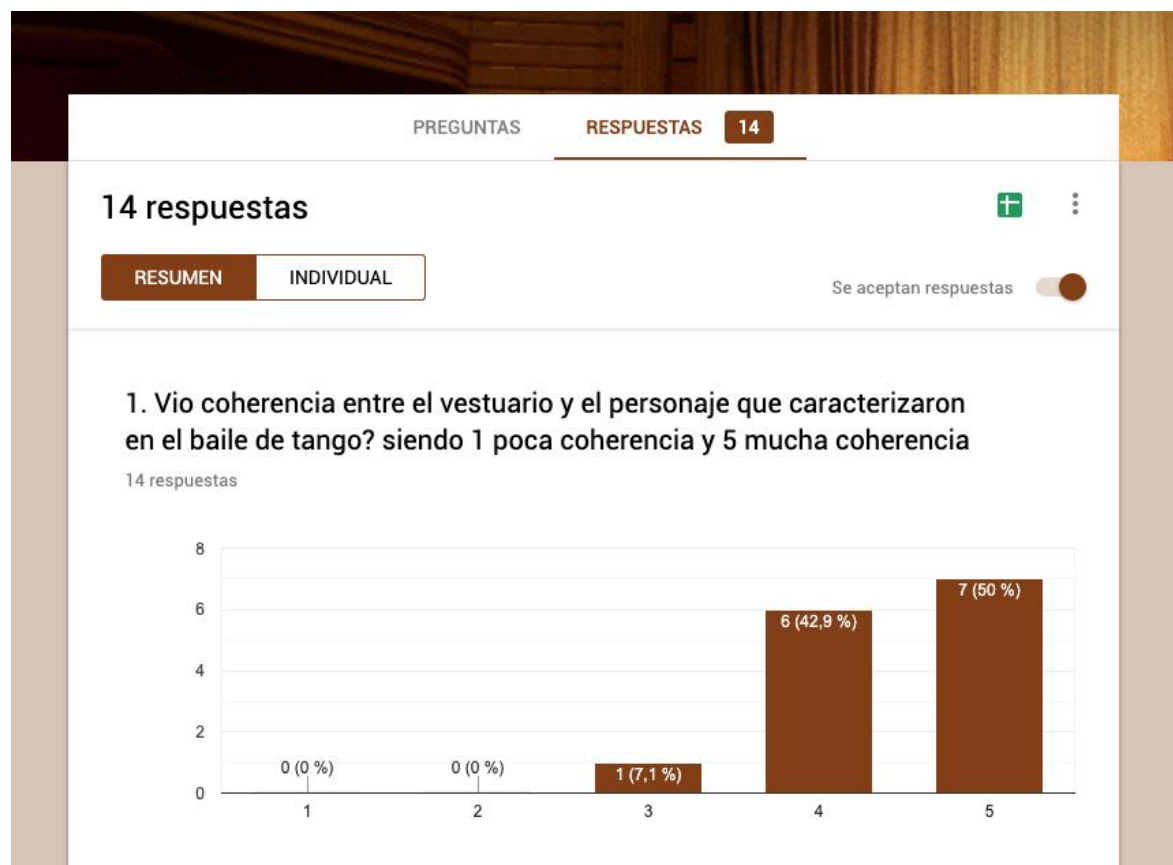 PREGUNTAS RESPUESTAS 14
14 respuestas
RESUMEN INDIVIDUAL
Se aceptan respuestas
1. Vio coherencia entre el vestuario y el personaje que caracterizaron
en el baile de tango? siendo 1 poca coherencia y 5 mucha coherencia
14 respuestas
8
6
4
2
0
0 (0 %) 0 (0 %) 1 (7,1 %) 6 (42,9 %) 7 (50 %)
1 2 3 4 5